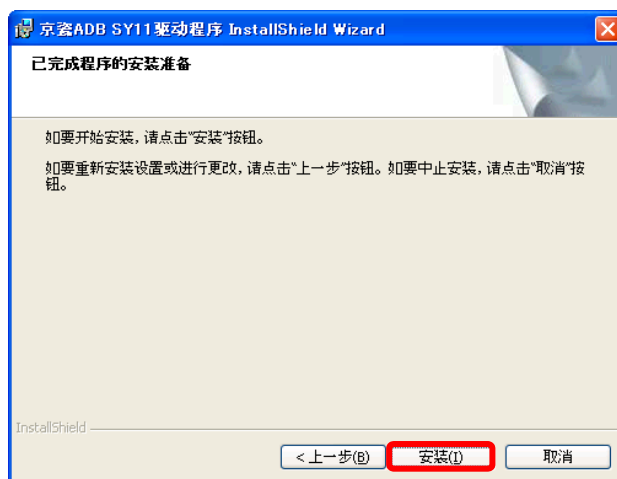 京瓷ADB SY11驱动程序 InstallShield Wizard
已完成程序的安装准备
如要开始安装，请点击"安装"按钮。
如要重新安装设置或进行更改，请点击"上一步"按钮。如要中止安装，请点击"取消"按
钮。
InstallShield
< 上一步(B) 安装(I) 取消